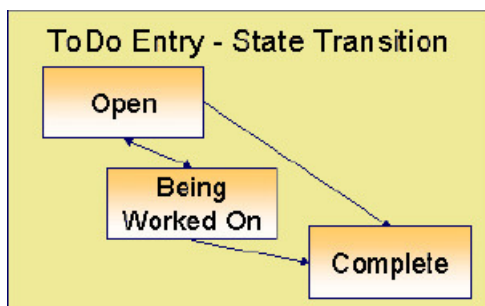 ToDo Entry - State Transition
Open
Being
Worked On
Complete